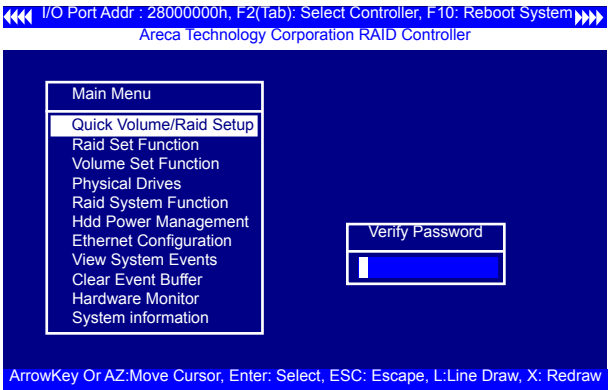 I/O Port Addr : 28000000h, F2(Tab): Select Controller, F10: Reboot System
Areca Technology Corporation RAID Controller
Main Menu
Quick Volume/Raid Setup
Raid Set Function
Volume Set Function
Physical Drives
Raid System Function
Hdd Power Management
Ethernet Configuration
View System Events
Clear Event Buffer
Hardware Monitor
System information
Verify Password
ArrowKey Or AZ:Move Cursor, Enter: Select, ESC: Escape, L:Line Draw, X: Redraw